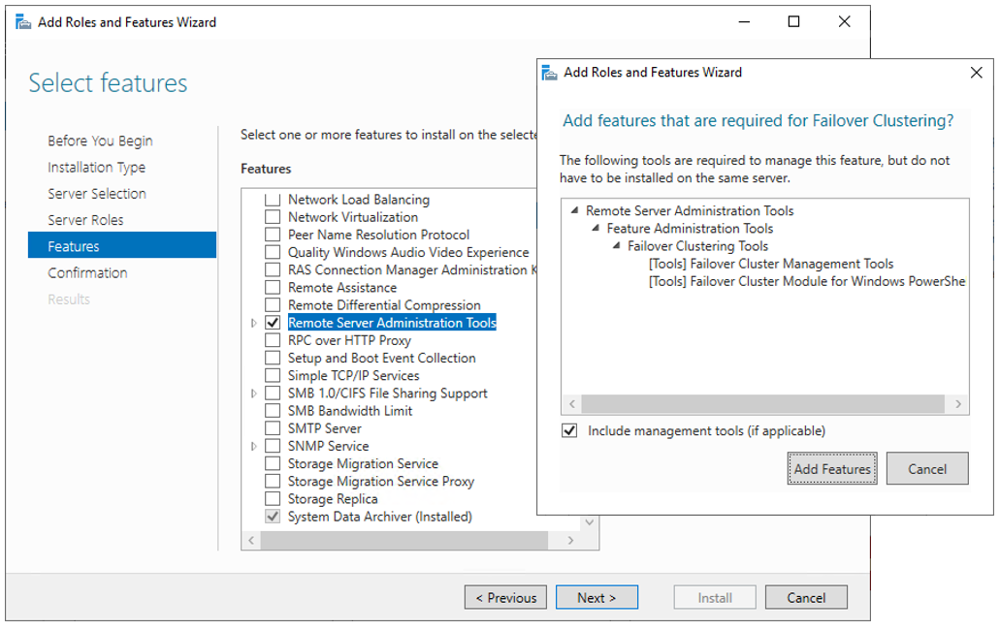 Add Roles and Features Wizard
Select features
Before You Begin
Installation Type
Server Selection
Server Roles
Features
Confirmation
Results
Select one or more features to install on the selecte
Features
Network Load Balancing
Network Virtualization
Peer Name Resolution Protocol
Quality Windows Audio Video Experience
RAS Connection Manager Administration K
Remote Assistance
Remote Differential Compression
Remote Server Administration Tools
RPC over HTTP Proxy
Setup and Boot Event Collection
Simple TCP/IP Services
SMB 1.0/CIFS File Sharing Support
SMB Bandwidth Limit
SMTP Server
SNMP Service
Storage Migration Service
Storage Migration Service Proxy
Storage Replica
System Data Archiver (Installed)
< Previous
Next >
Install
Cancel
Add Roles and Features Wizard
Add features that are required for Failover Clustering?
The following tools are required to manage this feature, but do not
have to be installed on the same server.
Remote Server Administration Tools
Feature Administration Tools
Failover Clustering Tools
[Tools] Failover Cluster Management Tools
[Tools] Failover Cluster Module for Windows PowerShe
Include management tools (if applicable)
Add Features
Cancel